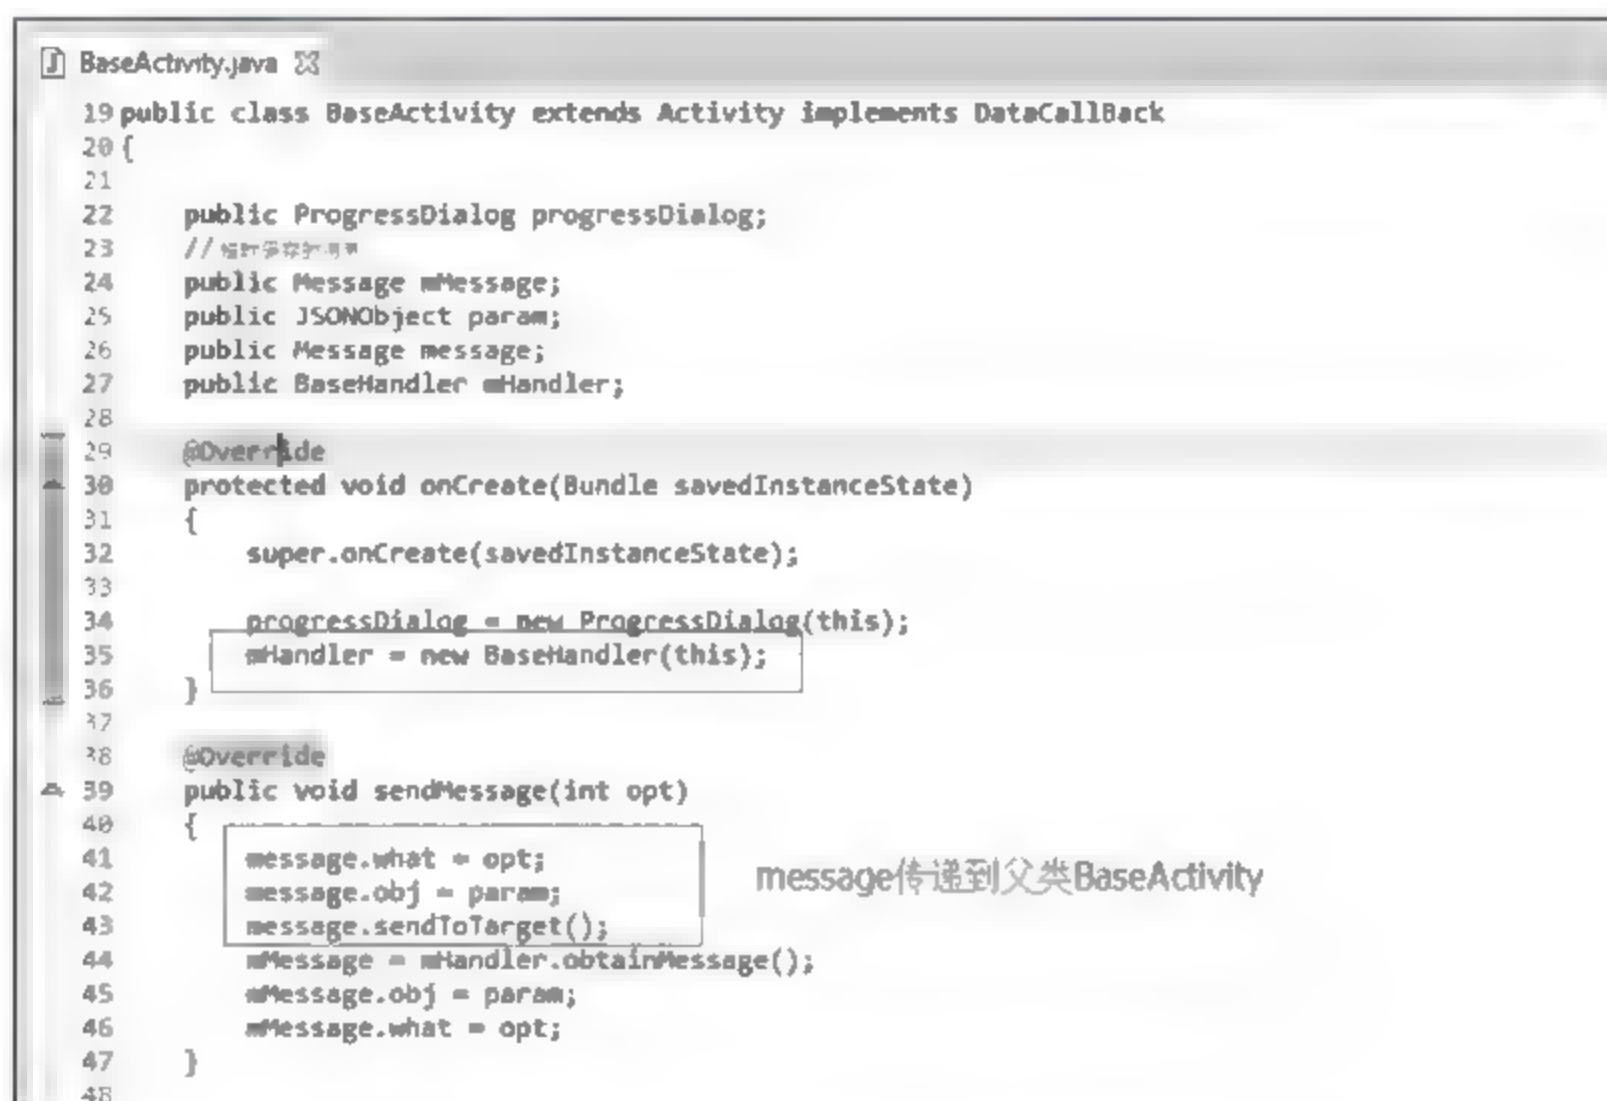 BaseActivity.java
19 public class BaseActivity extends Activity implements DataCallBack
20 {
21
22 public ProgressDialog progressDialog;
23 //
24 public Message mMessage;
25 public JSONObject param;
26 public Message message;
27 public BaseHandler mHandler;
28
29 @Override
30 protected void onCreate(Bundle savedInstanceState)
31 {
32 super.onCreate(savedInstanceState);
33
34 progressDialog = new ProgressDialog(this);
35 mHandler = new BaseHandler(this);
36 }
37
38 @Override
39 public void sendMessage(int opt)
40 {
41 message.what = opt;
42 message.obj = param;
43 message.sendToTarget();
message传递到父类BaseActivity
44 mMessage = mHandler.obtainMessage();
45 mMessage.obj = param;
46 mMessage.what = opt;
47 }
48